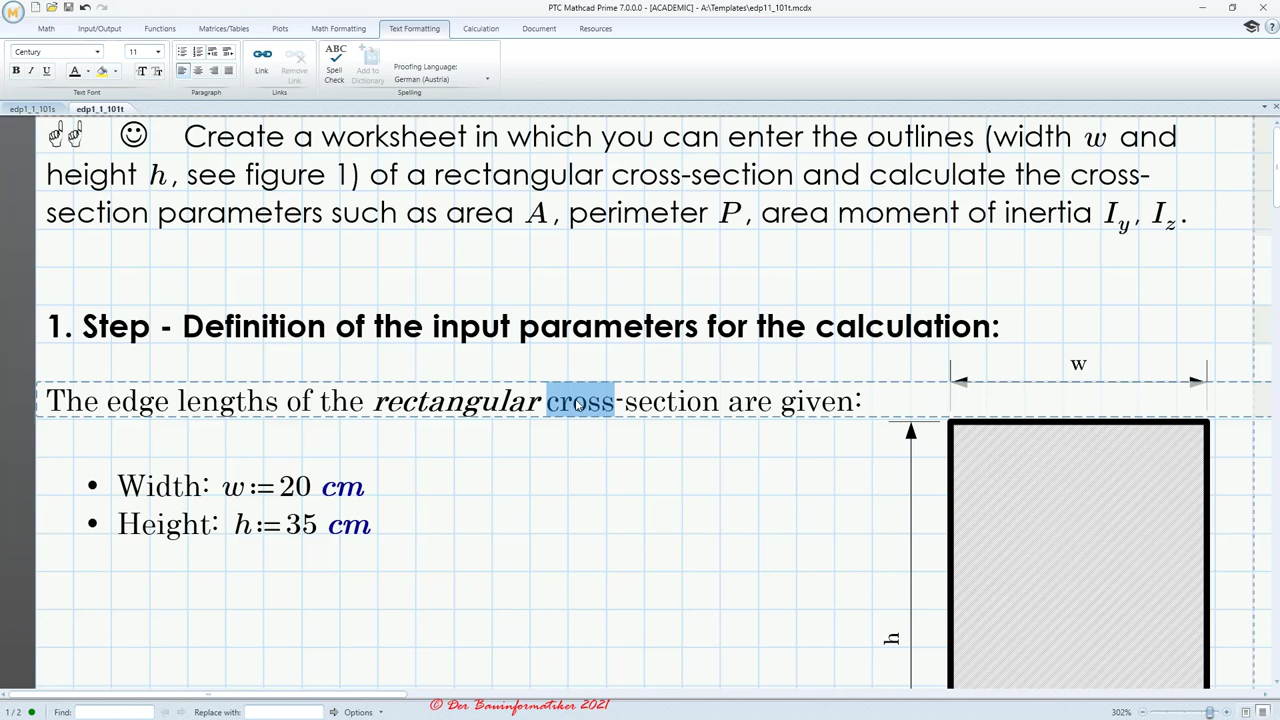 PTC Mathcad Prime 7.0.0.0 - [ACADEMIC] - A:\Templates\edp11_101t.mcdx
Math Input/Output Functions Matrices/Tables Plots Math Formatting Text Formatting Calculation Document Resources
Century 11 ABC
B I U A Link Remove Link Spell Check Add to Dictionary Proofing Language: German (Austria)
Text Font Paragraph Links Spelling
edp1_1_101s edp1_1_101t
☝☝ ☺ Create a worksheet in which you can enter the outlines (width w and
height h, see figure 1) of a rectangular cross-section and calculate the cross-
section parameters such as area A, perimeter P, area moment of inertia I_y, I_z.
1. Step - Definition of the input parameters for the calculation:
w
The edge lengths of the rectangular cross-section are given:
• Width: w:=20 cm
• Height: h:=35 cm
h
© Der Bauinformatiker 2021
1 / 2 Find: Replace with: Options 302%